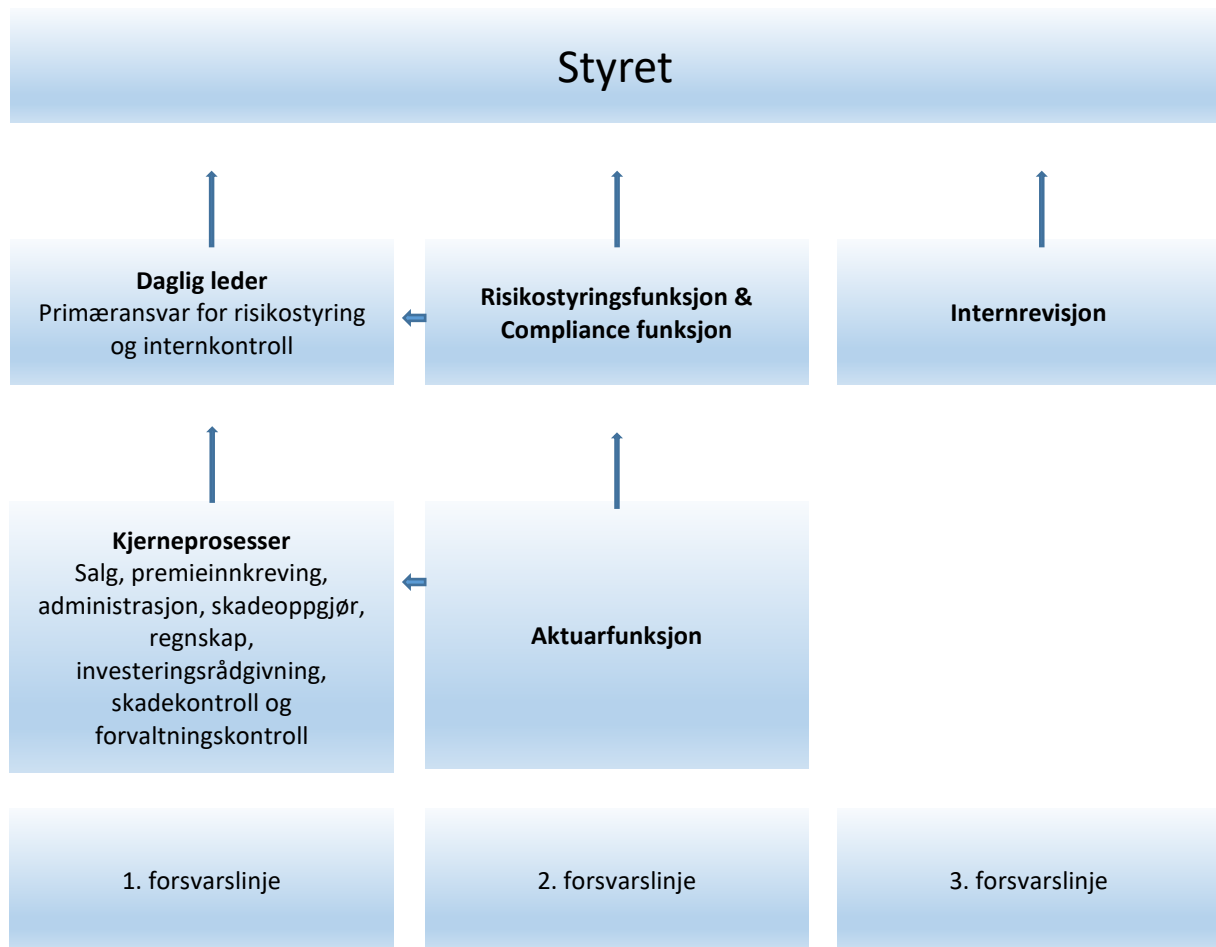 Styret
Daglig leder
Primæransvar for risikostyring
og internkontroll
Risikostyringsfunksjon &
Compliance funksjon
Internrevisjon
Kjerneprosesser
Salg, premieinnkreving,
administrasjon, skadeoppgjør,
regnskap,
investeringsrådgivning,
skadekontroll og
forvaltningskontroll
Aktuarfunksjon
1. forsvarslinje
2. forsvarslinje
3. forsvarslinje